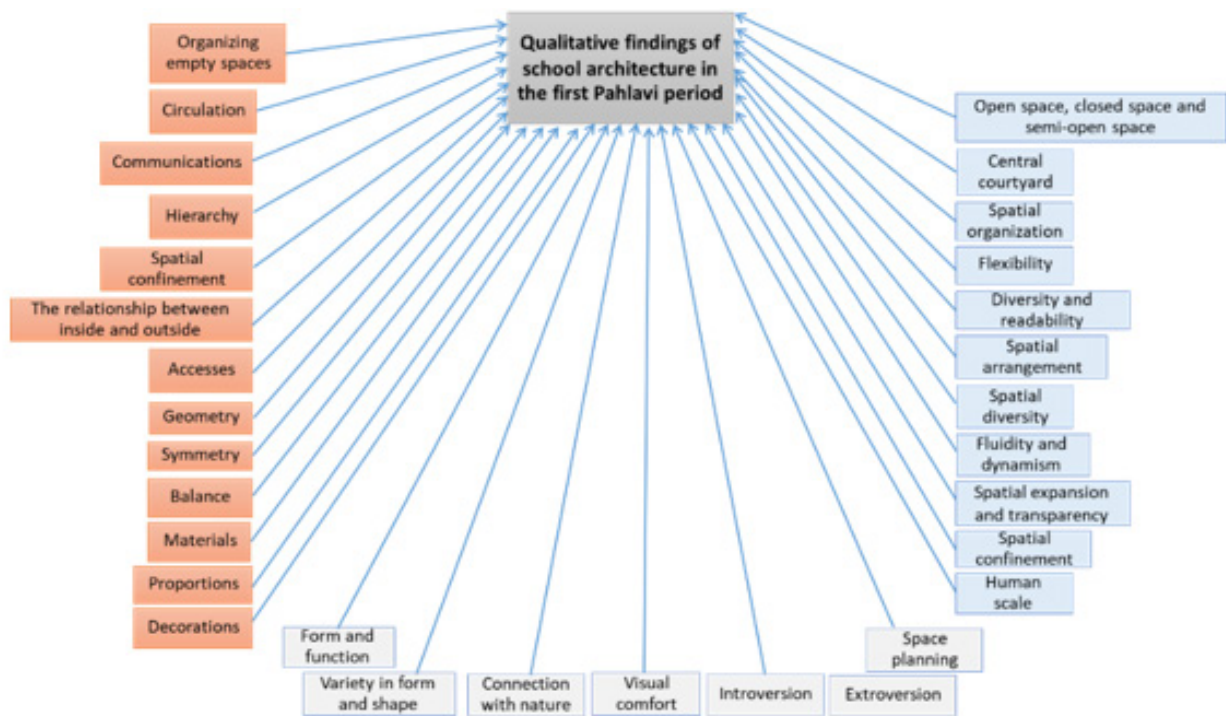 Qualitative findings of
school architecture in
the first Pahlavi period
Organizing
empty spaces
Circulation
Communications
Hierarchy
Spatial
confinement
The relationship between
inside and outside
Accesses
Geometry
Symmetry
Balance
Materials
Proportions
Decorations
Form and
function
Variety in form
and shape
Connection
with nature
Visual
comfort
Introversion
Extroversion
Space
planning
Open space, closed space and
semi-open space
Central
courtyard
Spatial
organization
Flexibility
Diversity and
readability
Spatial
arrangement
Spatial
diversity
Fluidity and
dynamism
Spatial expansion
and transparency
Spatial
confinement
Human
scale